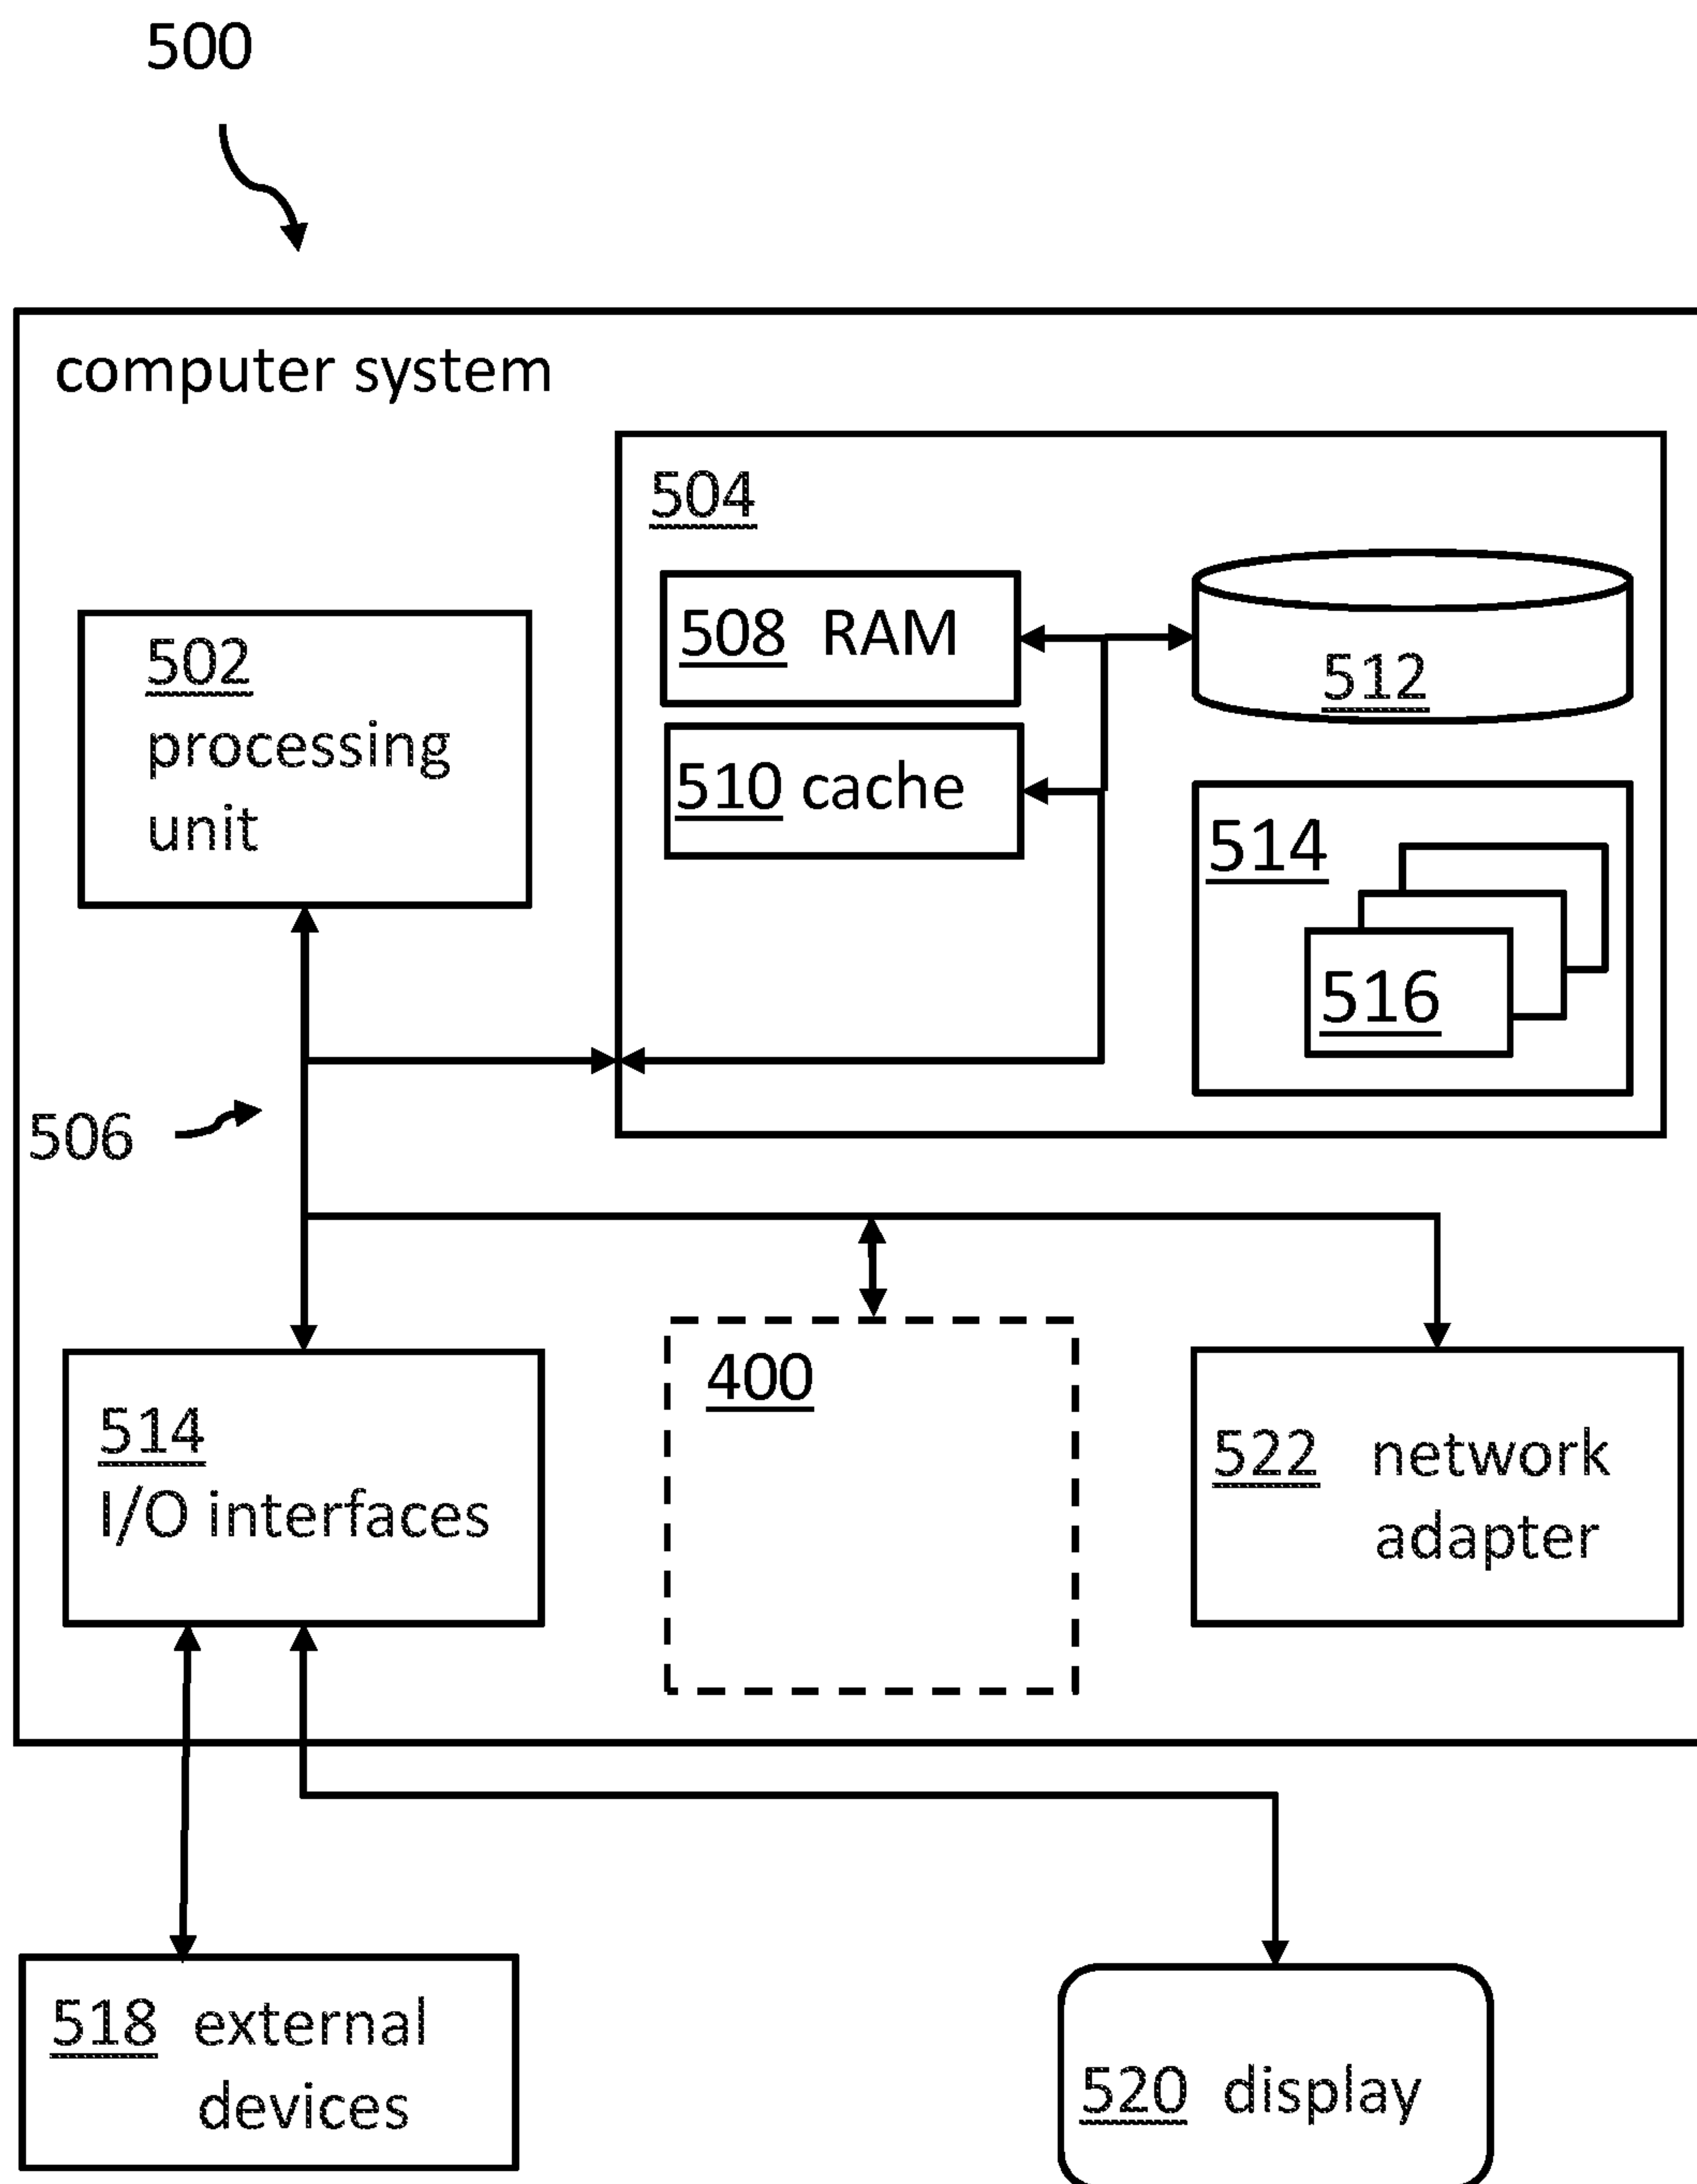 500
computer system
504
502
processing
unit
508 RAM
512
510 cache
514
516
506
400
514
I/O interfaces
522 network
adapter
518 external
devices
520 display